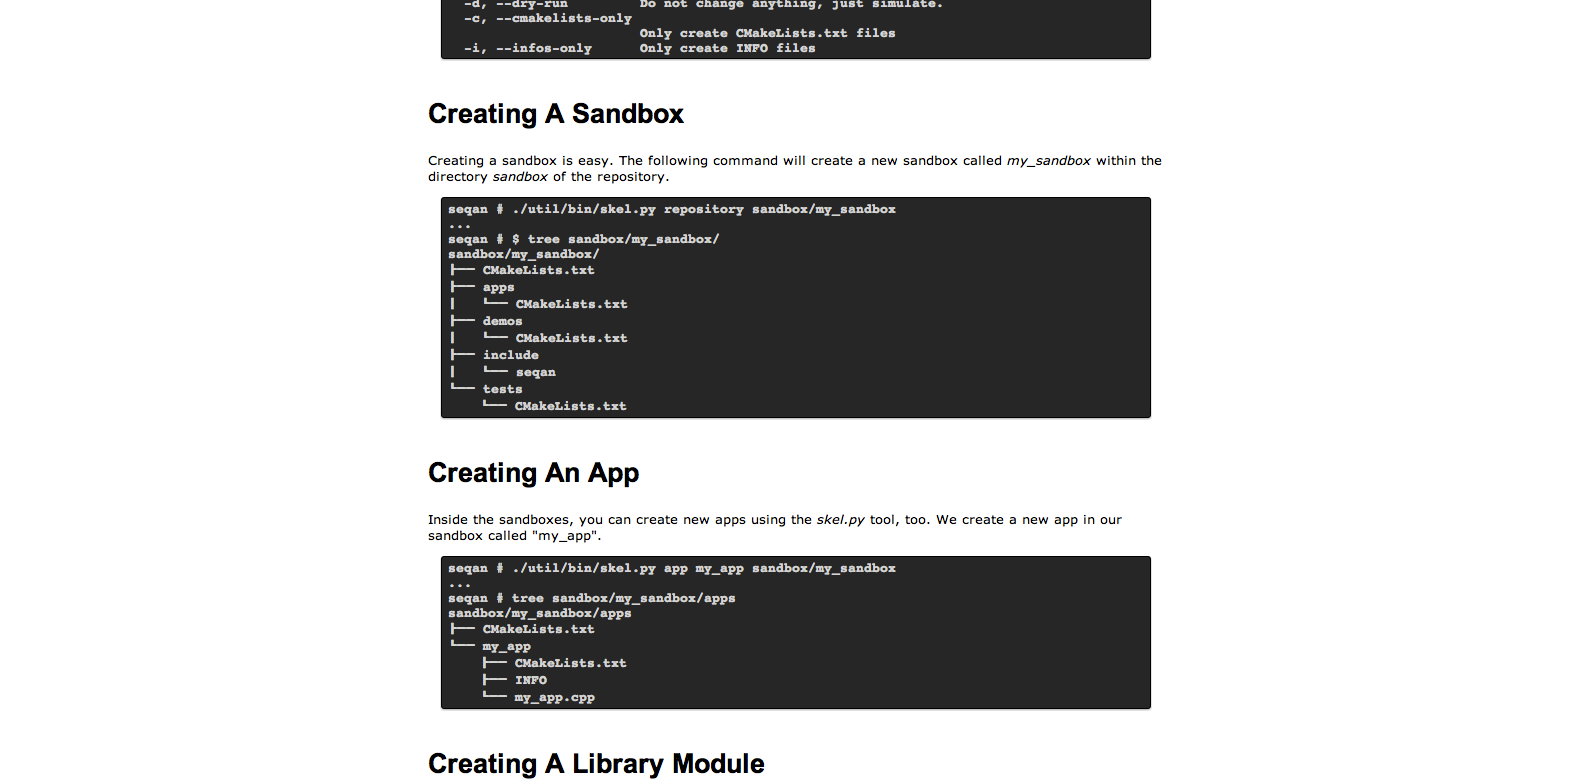 -d, --dry-run         Do not change anything, just simulate.
-c, --cmakelists-only
                      Only create CMakeLists.txt files
-i, --infos-only      Only create INFO files
Creating A Sandbox
Creating a sandbox is easy. The following command will create a new sandbox called my_sandbox within the
directory sandbox of the repository.
seqan # ./util/bin/skel.py repository sandbox/my_sandbox
...
seqan # $ tree sandbox/my_sandbox/
sandbox/my_sandbox/
├── CMakeLists.txt
├── apps
│   └── CMakeLists.txt
├── demos
│   └── CMakeLists.txt
├── include
│   └── seqan
└── tests
    └── CMakeLists.txt
Creating An App
Inside the sandboxes, you can create new apps using the skel.py tool, too. We create a new app in our
sandbox called "my_app".
seqan # ./util/bin/skel.py app my_app sandbox/my_sandbox
...
seqan # tree sandbox/my_sandbox/apps
sandbox/my_sandbox/apps
├── CMakeLists.txt
└── my_app
    ├── CMakeLists.txt
    ├── INFO
    └── my_app.cpp
Creating A Library Module